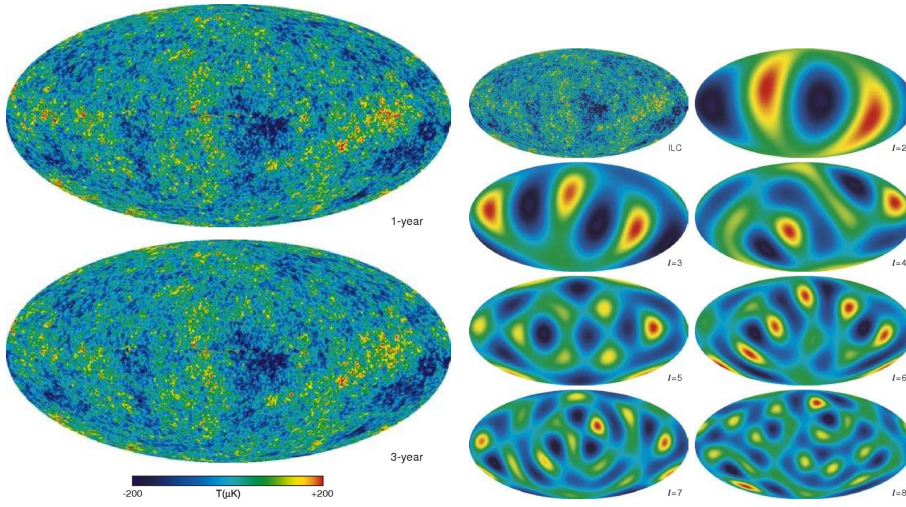 1-year
3-year
-200 T(μK) +200
ILC
l=2
l=3
l=4
l=5
l=6
l=7
l=8